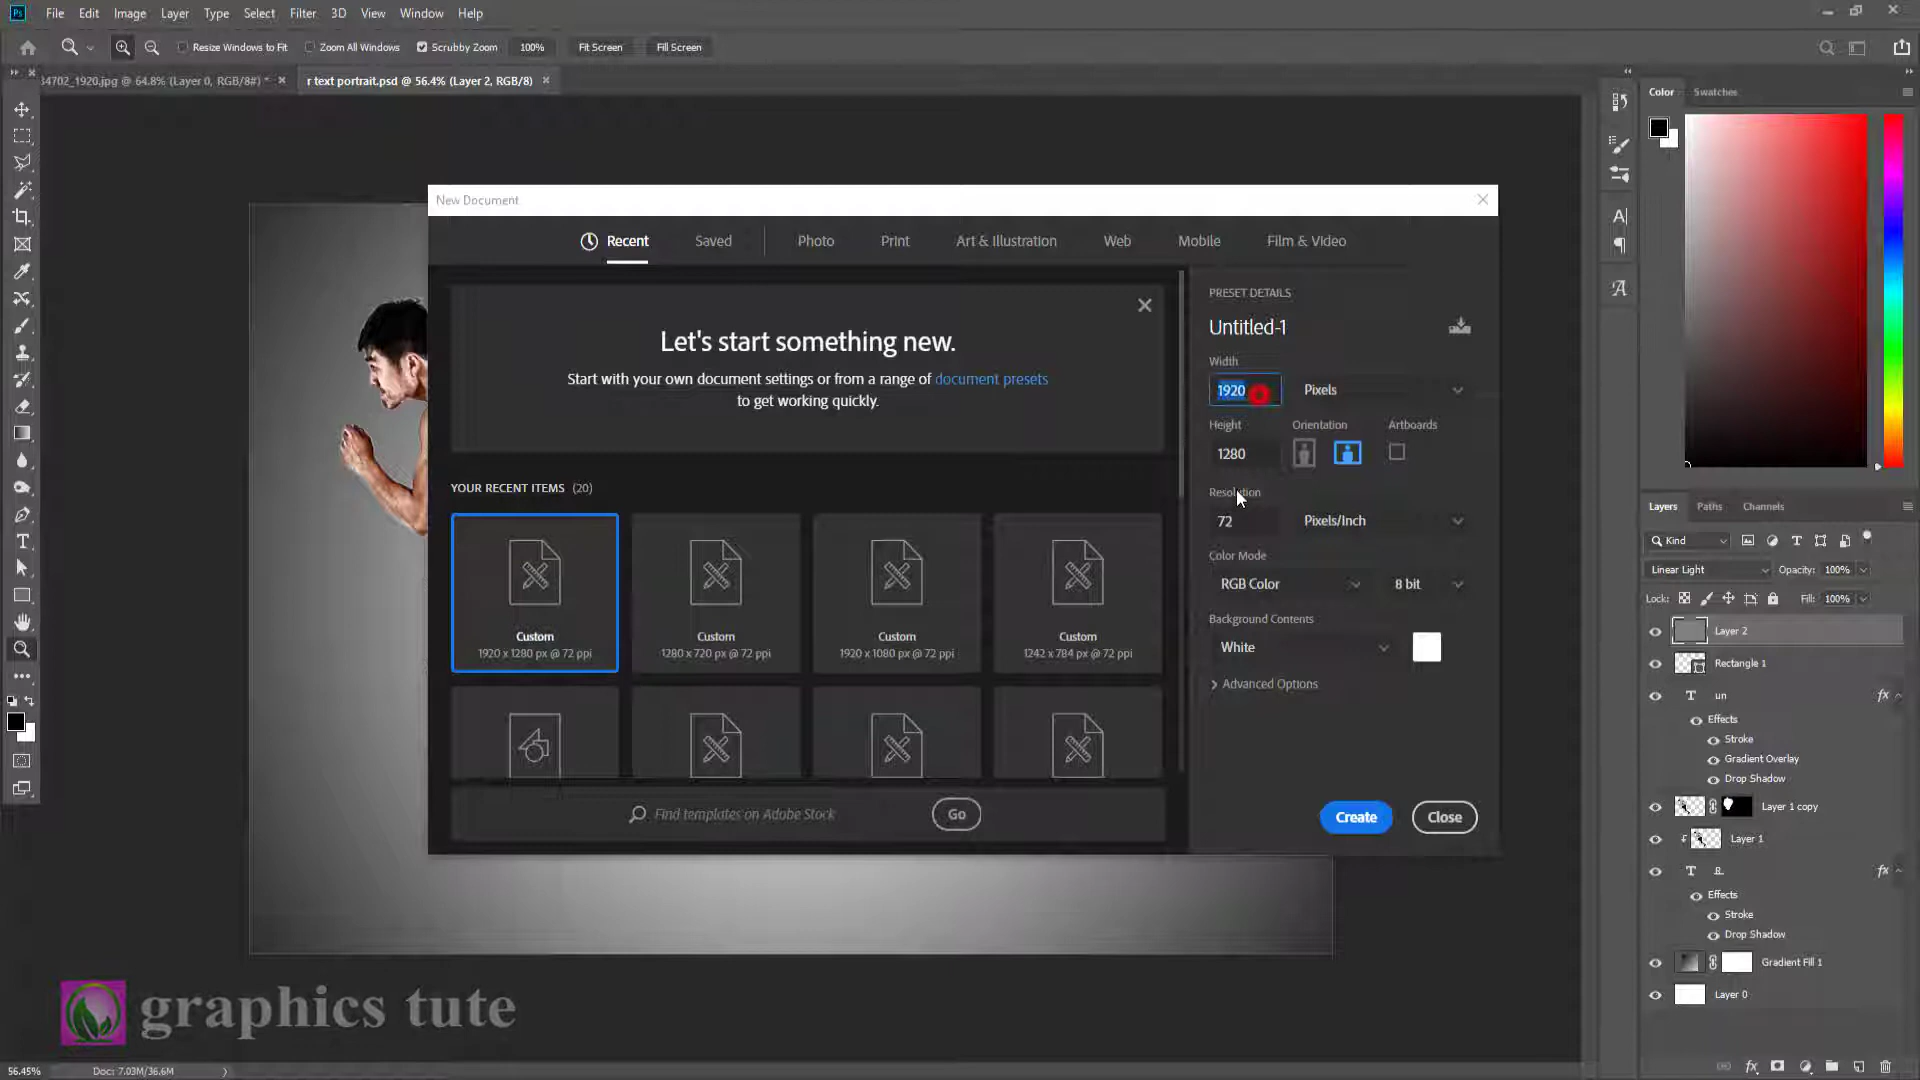 Ps File Edit Image Layer Type Select Filter 3D View Window Help
Resize Windows to Fit Zoom All Windows Scrubby Zoom 100% Fit Screen Fill Screen
34702_1920.jpg @ 64.8% (Layer 0, RGB/8#) * × r text portrait.psd @ 56.4% (Layer 2, RGB/8) ×
Color Swatches
New Document
Recent Saved Photo Print Art & Illustration Web Mobile Film & Video
Let's start something new.
Start with your own document settings or from a range of document presets
to get working quickly.
YOUR RECENT ITEMS (20)
Custom
1920 x 1280 px @ 72 ppi
Custom
1280 x 720 px @ 72 ppi
Custom
1920 x 1080 px @ 72 ppi
Custom
1242 x 784 px @ 72 ppi
Find templates on Adobe Stock Go
PRESET DETAILS
Untitled-1
Width
1920 Pixels
Height Orientation Artboards
1280
Resolution
72 Pixels/Inch
Color Mode
RGB Color 8 bit
Background Contents
White
Advanced Options
Create Close
Layers Paths Channels
Kind
Linear Light Opacity: 100%
Lock: Fill: 100%
Layer 2
Rectangle 1
T un fx
Effects
Stroke
Gradient Overlay
Drop Shadow
Layer 1 copy
Layer 1
T R fx
Effects
Stroke
Drop Shadow
Gradient Fill 1
Layer 0
graphics tute
56.45% Doc: 7.03M/36.6M